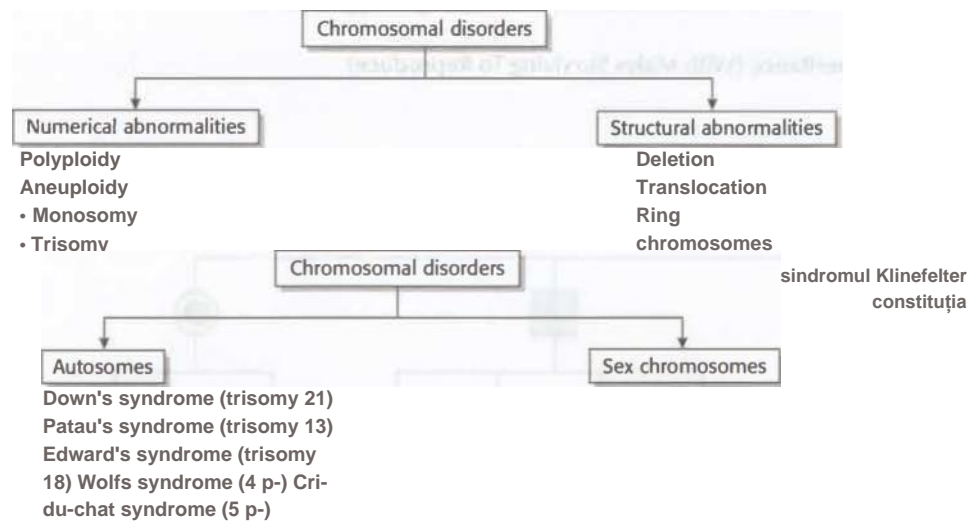 Chromosomal disorders
Numerical abnormalities
Polyploidy
Aneuploidy
• Monosomy
• Trisomy
Structural abnormalities
Deletion
Translocation
Ring
chromosomes
Chromosomal disorders
sindromul Klinefelter
constituția
Autosomes
Down's syndrome (trisomy 21)
Patau's syndrome (trisomy 13)
Edward's syndrome (trisomy
18) Wolfs syndrome (4 p-) Cri-
du-chat syndrome (5 p-)
Sex chromosomes